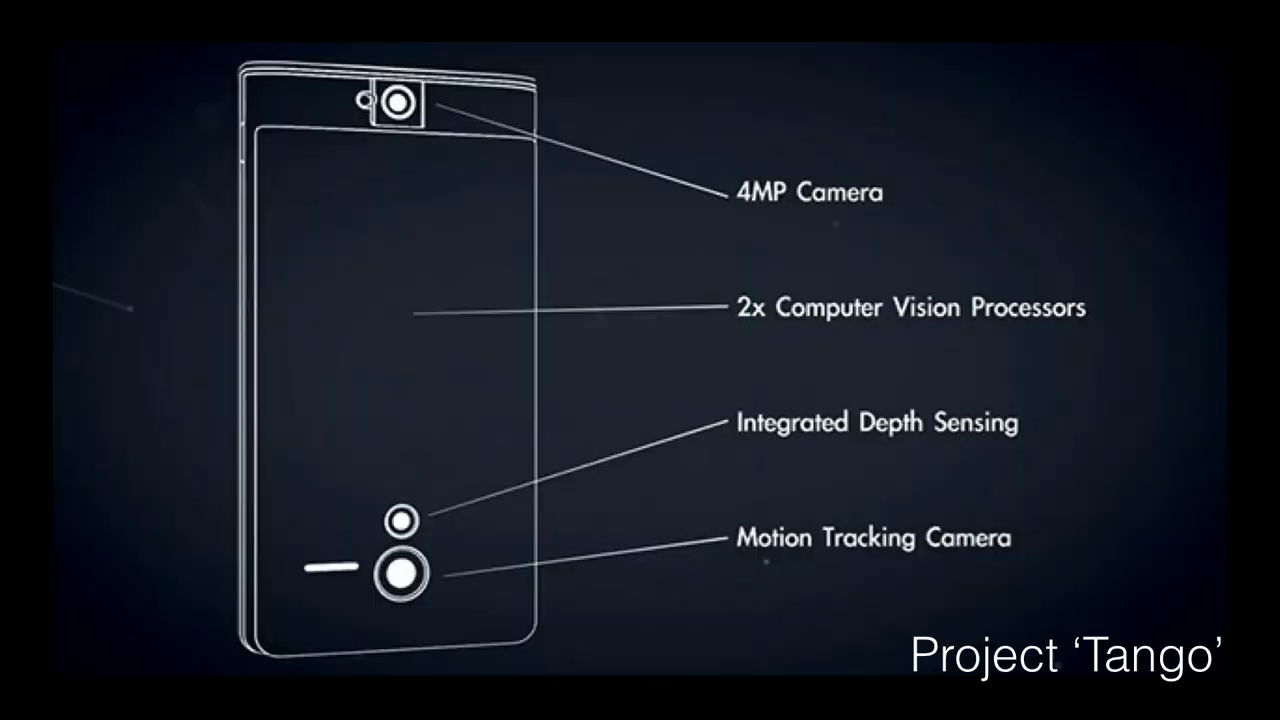 4MP Camera
2x Computer Vision Processors
Integrated Depth Sensing
Motion Tracking Camera
Project ‘Tango’